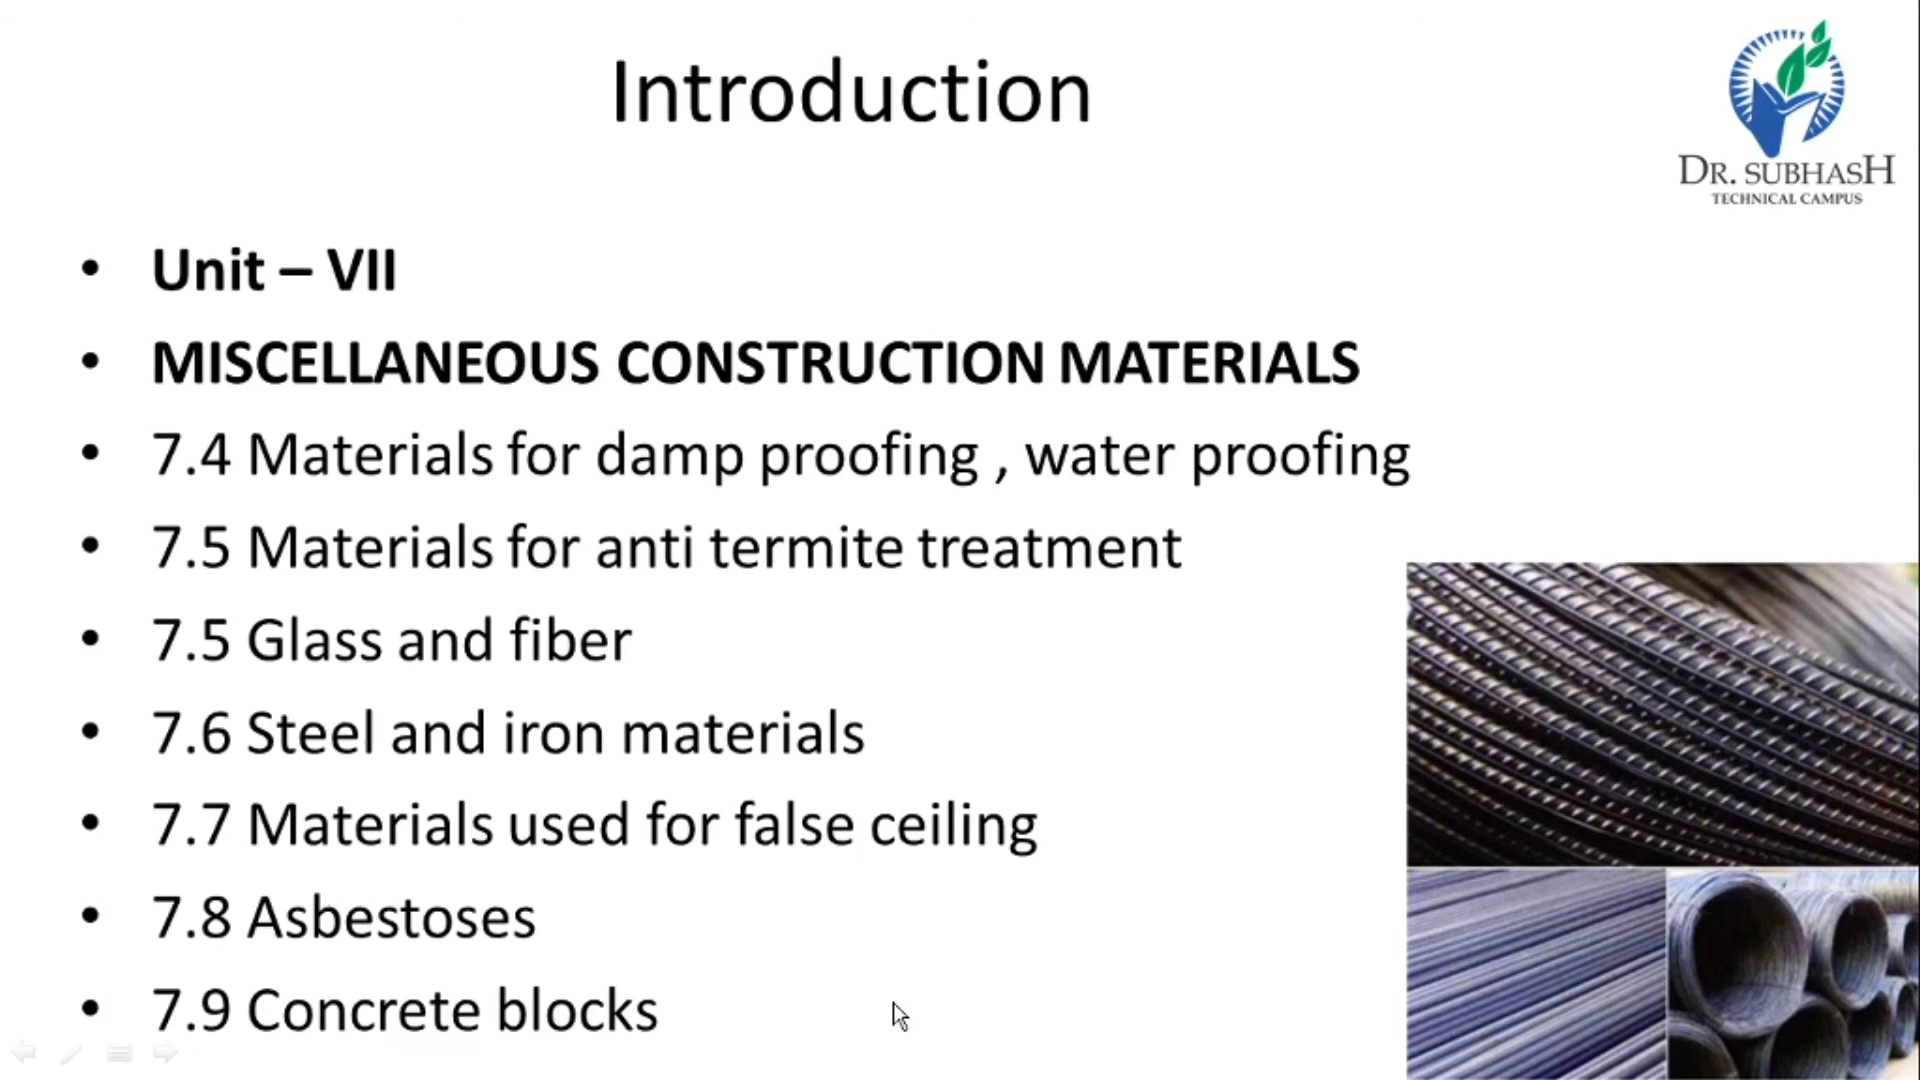 Introduction
DR. SUBHASH
TECHNICAL CAMPUS
• Unit – VII
• MISCELLANEOUS CONSTRUCTION MATERIALS
• 7.4 Materials for damp proofing , water proofing
• 7.5 Materials for anti termite treatment
• 7.5 Glass and fiber
• 7.6 Steel and iron materials
• 7.7 Materials used for false ceiling
• 7.8 Asbestoses
• 7.9 Concrete blocks